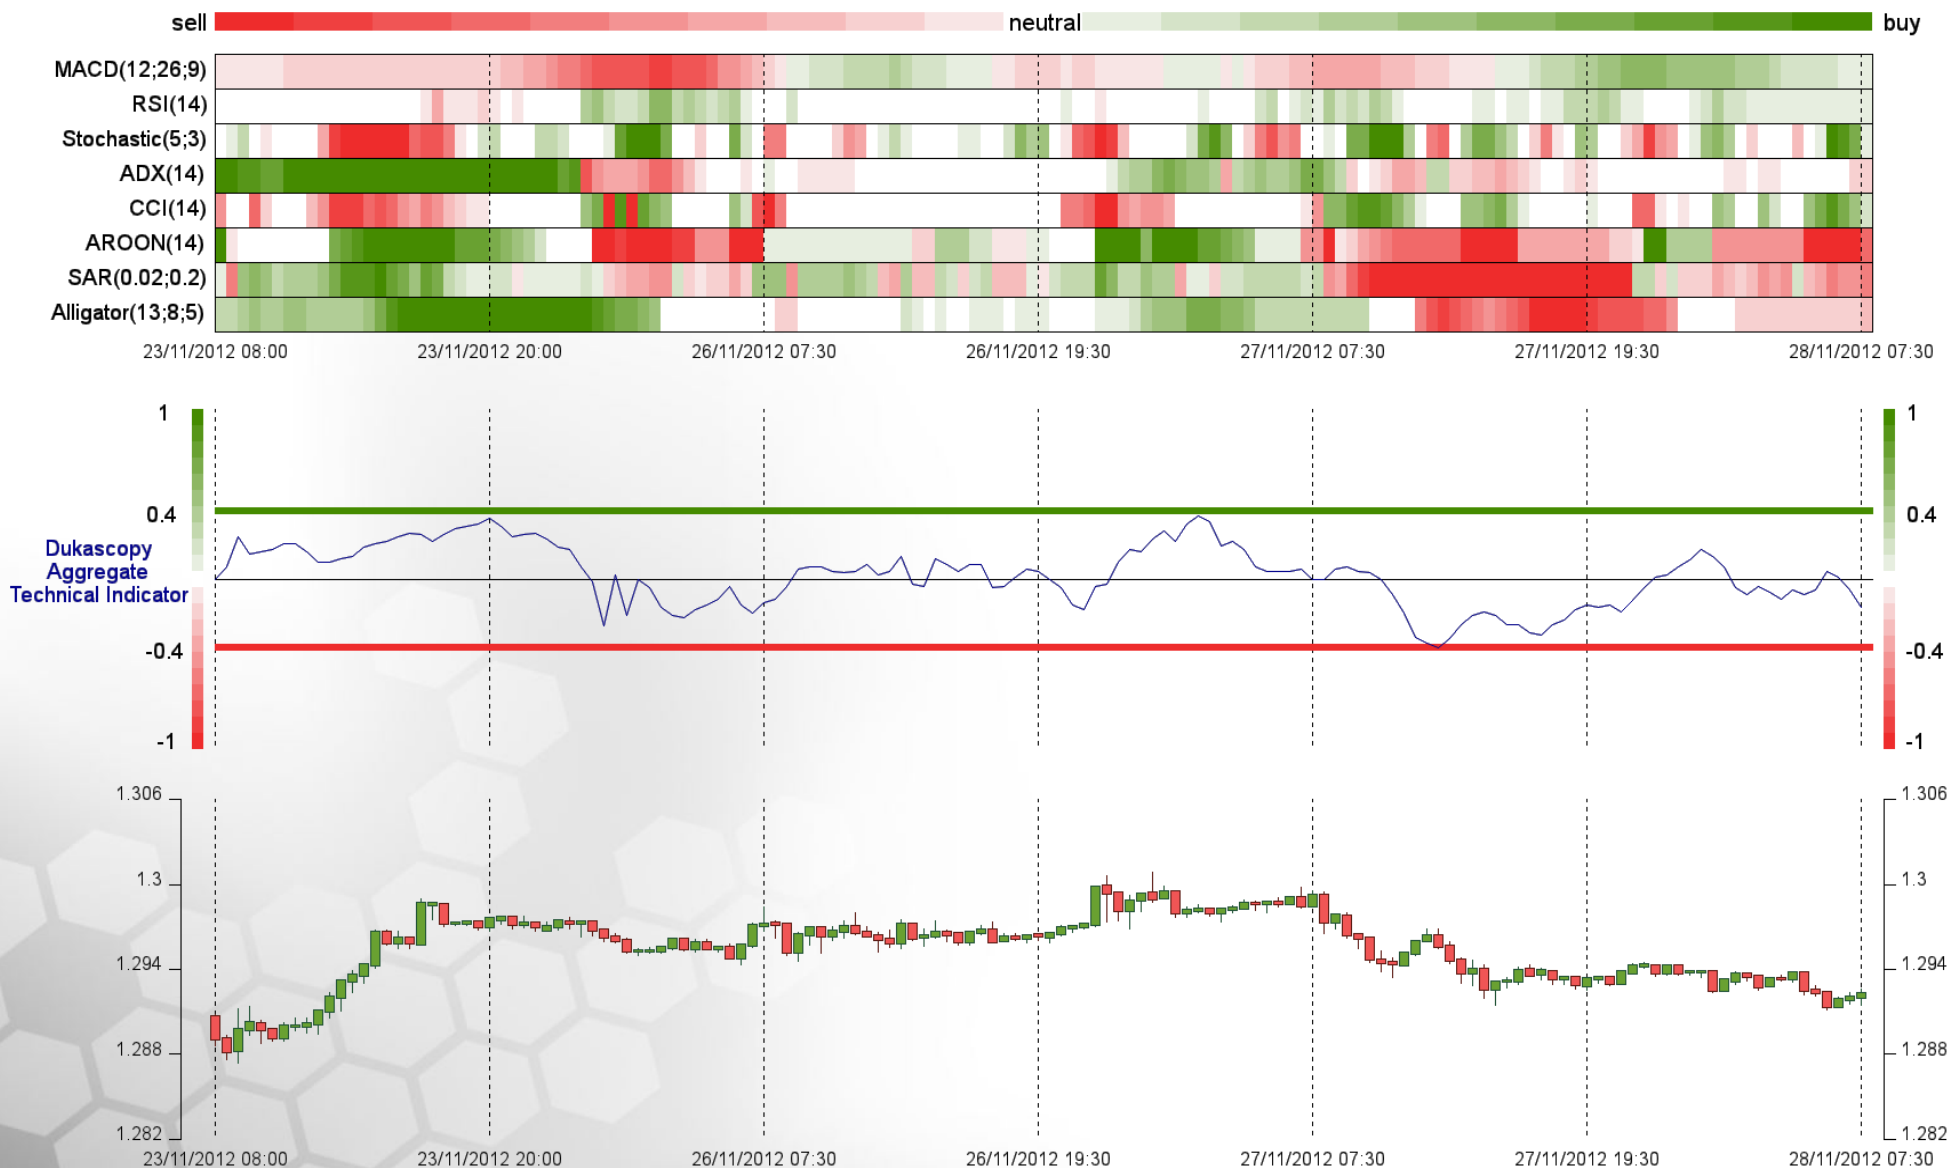 sell neutral buy
MACD(12;26;9)
RSI(14)
Stochastic(5;3)
ADX(14)
CCI(14)
AROON(14)
SAR(0.02;0.2)
Alligator(13;8;5)
23/11/2012 08:00 23/11/2012 20:00 26/11/2012 07:30 26/11/2012 19:30 27/11/2012 07:30 27/11/2012 19:30 28/11/2012 07:30
1 1
0.4 0.4
Dukascopy
Aggregate
Technical Indicator
-0.4 -0.4
-1 -1
1.306 1.306
1.3 1.3
1.294 1.294
1.288 1.288
1.282 1.282
23/11/2012 08:00 23/11/2012 20:00 26/11/2012 07:30 26/11/2012 19:30 27/11/2012 07:30 27/11/2012 19:30 28/11/2012 07:30